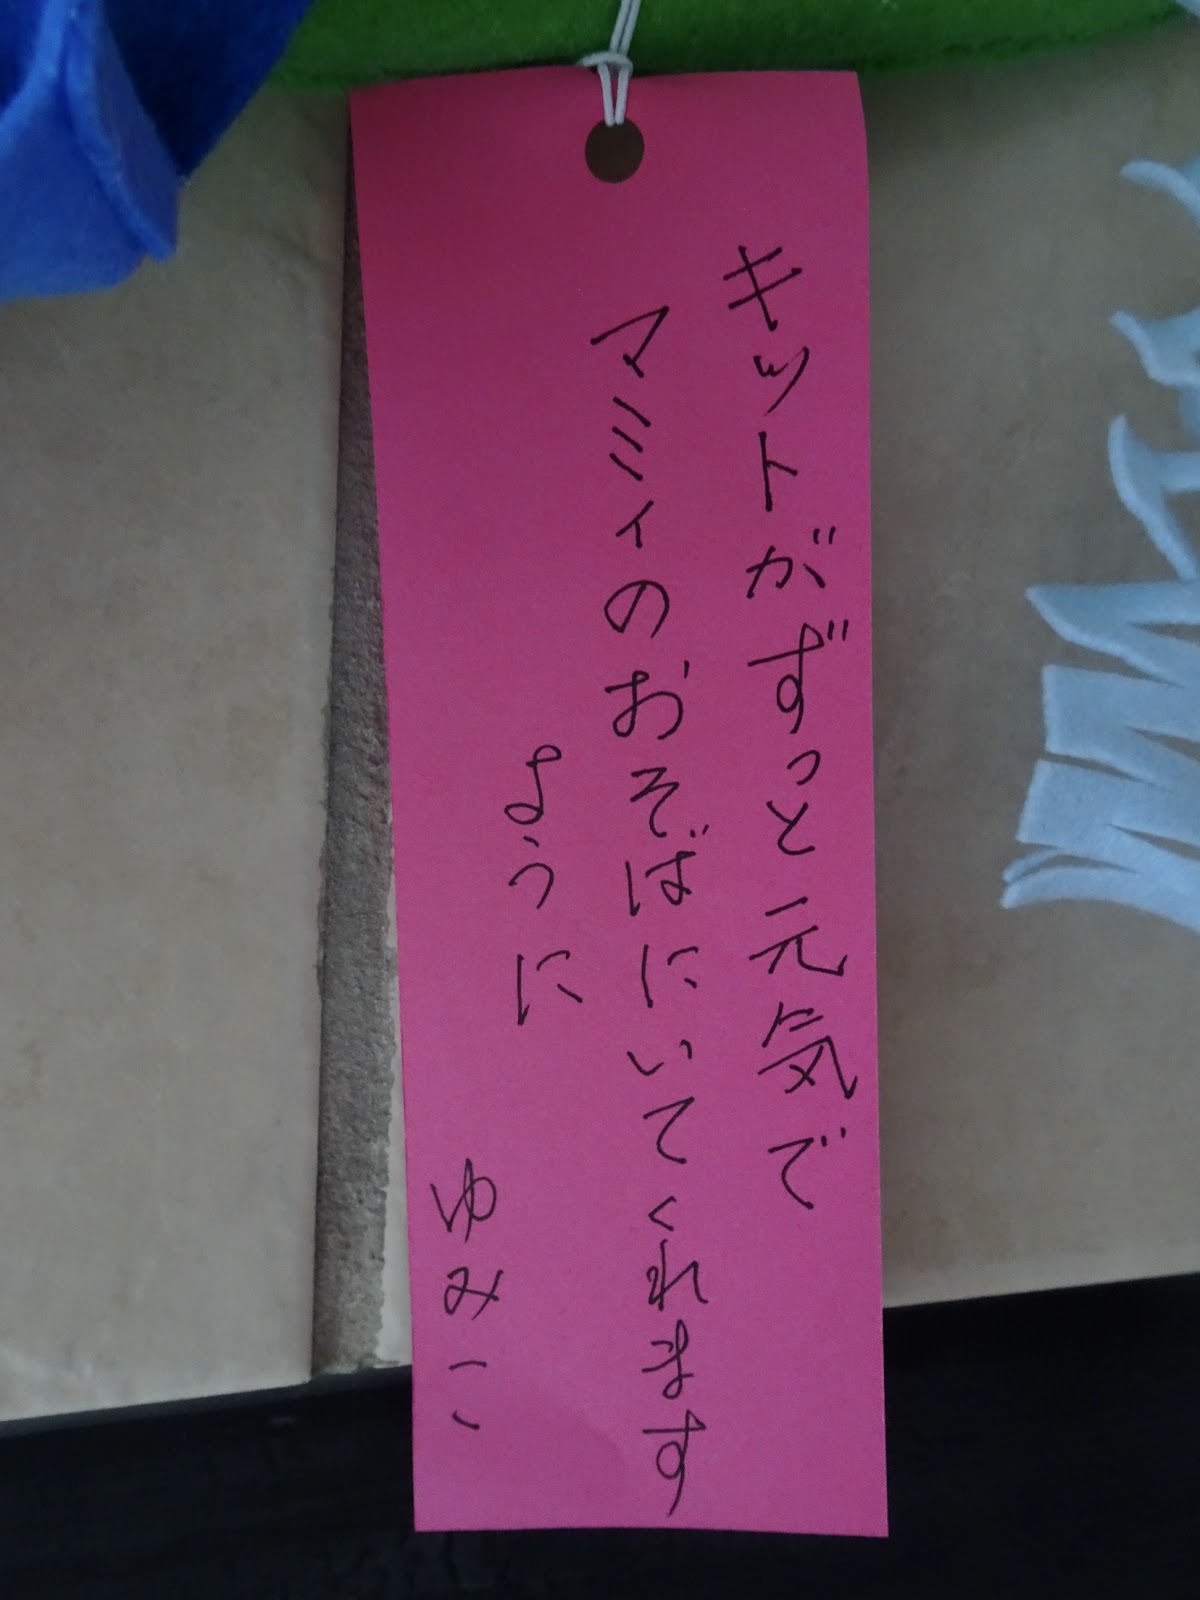 キットがずっと元気で
マミィのおそばにいてくれます
ように
ゆみこ